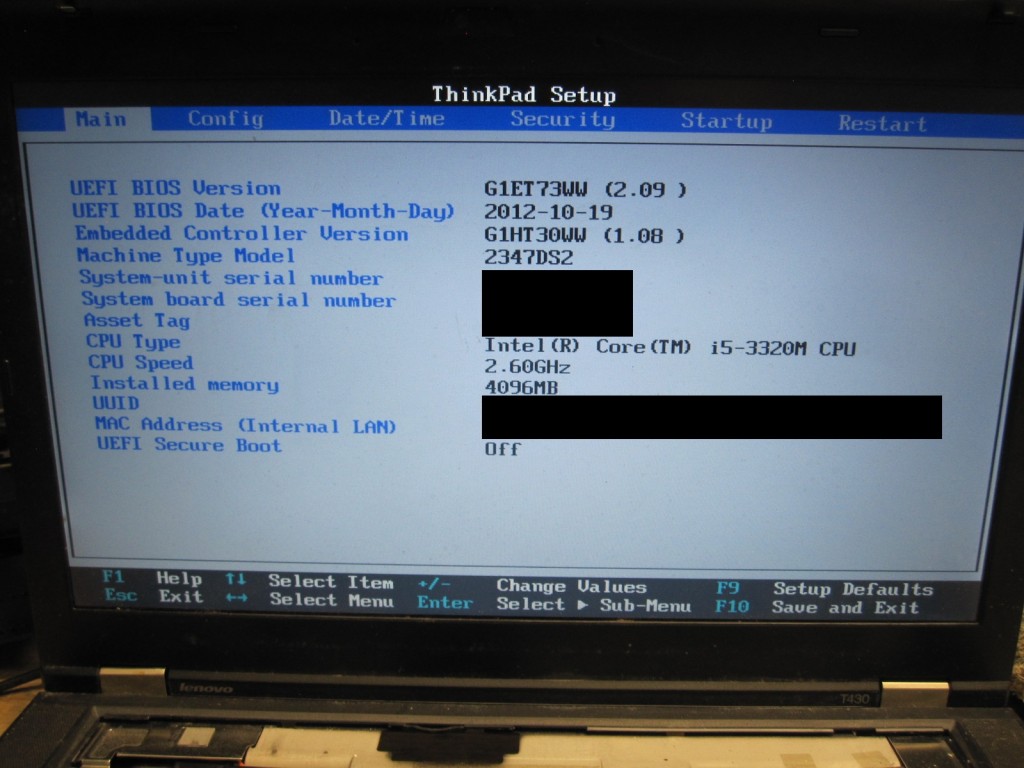 ThinkPad Setup
Main Config Date/Time Security Startup Restart
UEFI BIOS Version G1ET73WW (2.09 )
UEFI BIOS Date (Year-Month-Day) 2012-10-19
Embedded Controller Version G1HT30WW (1.08 )
Machine Type Model 2347DS2
System-unit serial number
System board serial number
Asset Tag
CPU Type Intel(R) Core(TM) i5-3320M CPU
CPU Speed 2.60GHz
Installed memory 4096MB
UUID
MAC Address (Internal LAN)
UEFI Secure Boot Off
F1 Help ↑↓ Select Item +/- Change Values F9 Setup Defaults
Esc Exit ←→ Select Menu Enter Select ▶ Sub-Menu F10 Save and Exit
lenovo T430